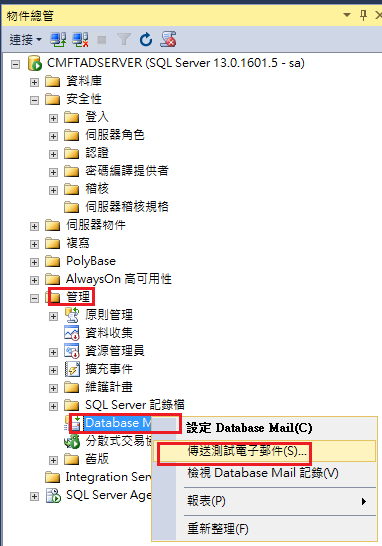 物件總管
連接
CMFTADSERVER (SQL Server 13.0.1601.5 - sa)
資料庫
安全性
登入
伺服器角色
認證
密碼編譯提供者
稽核
伺服器稽核規格
伺服器物件
複寫
PolyBase
AlwaysOn 高可用性
管理
原則管理
資料收集
資源管理員
擴充事件
維護計畫
SQL Server 記錄檔
Database M
分散式交易協
舊版
Integration Serv
SQL Server Age
設定 Database Mail(C)
傳送測試電子郵件(S)...
檢視 Database Mail 記錄(V)
報表(P)
重新整理(F)